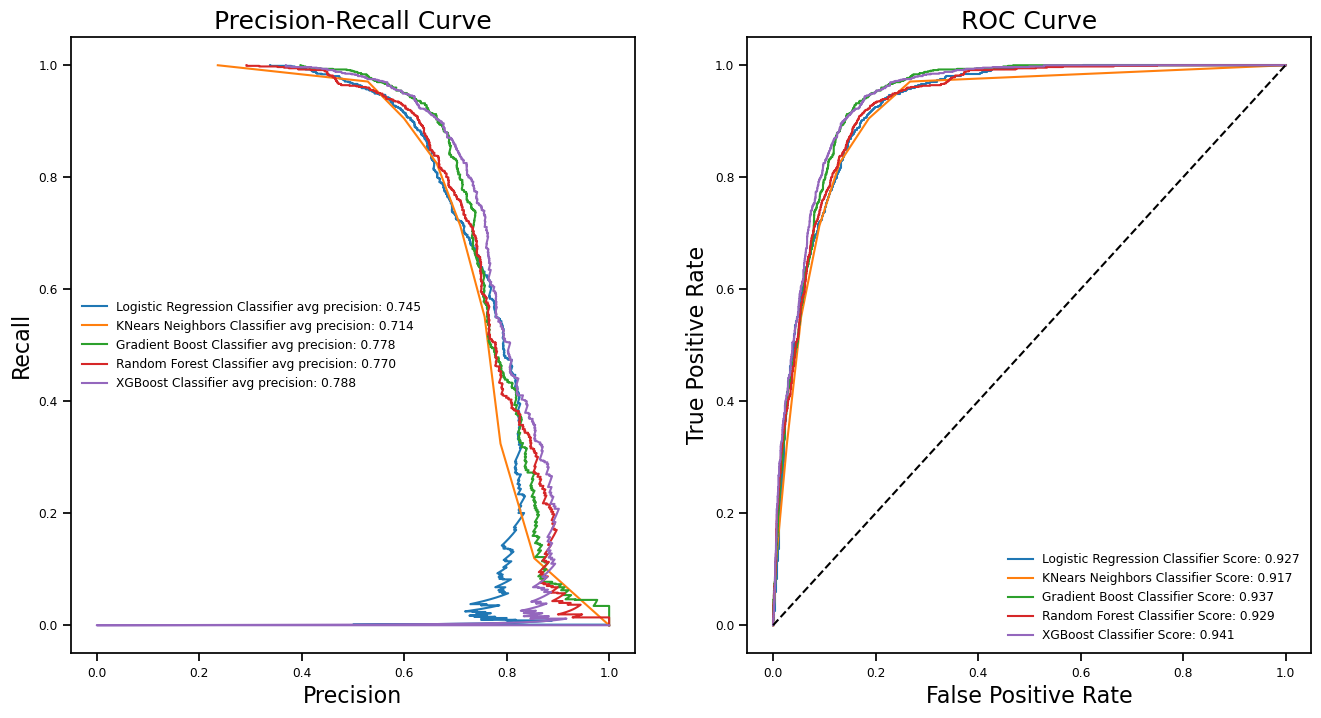 Precision-Recall Curve
1.0
0.8
0.6
0.4
0.2
0.0
Recall
Logistic Regression Classifier avg precision: 0.745
KNears Neighbors Classifier avg precision: 0.714
Gradient Boost Classifier avg precision: 0.778
Random Forest Classifier avg precision: 0.770
XGBoost Classifier avg precision: 0.788
0.0 0.2 0.4 0.6 0.8 1.0
Precision
ROC Curve
1.0
0.8
0.6
0.4
0.2
0.0
True Positive Rate
Logistic Regression Classifier Score: 0.927
KNears Neighbors Classifier Score: 0.917
Gradient Boost Classifier Score: 0.937
Random Forest Classifier Score: 0.929
XGBoost Classifier Score: 0.941
0.0 0.2 0.4 0.6 0.8 1.0
False Positive Rate